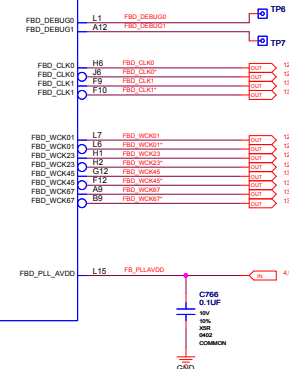 FBD_DEBUG0 L1 FBD_DEBUG0 TP6
FBD_DEBUG1 A12 FBD_DEBUG1
TP7
FBD_CLK0 H6 FBD_CLK0 OUT
FBD_CLK0 J6 FBD_CLK0* OUT
FBD_CLK1 F9 FBD_CLK1 OUT
FBD_CLK1 F10 FBD_CLK1* OUT
FBD_WCK01 L7 FBD_WCK01 OUT
FBD_WCK01 L6 FBD_WCK01* OUT
FBD_WCK23 H1 FBD_WCK23 OUT
FBD_WCK23 H2 FBD_WCK23* OUT
FBD_WCK45 G12 FBD_WCK45 OUT
FBD_WCK45 F12 FBD_WCK45* OUT
FBD_WCK67 A9 FBD_WCK67 OUT
FBD_WCK67 B9 FBD_WCK67* OUT
FBD_PLL_AVDD L15 FB_PLLAVDD IN
C766
0.1UF
10V
10%
X5R
0402
COMMON
GND